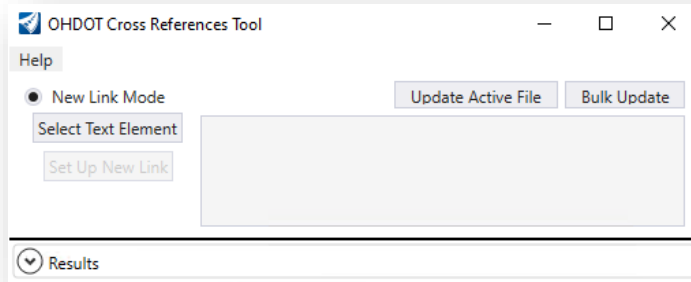 OHDOT Cross References Tool
Help
New Link Mode
Update Active File
Bulk Update
Select Text Element
Set Up New Link
Results